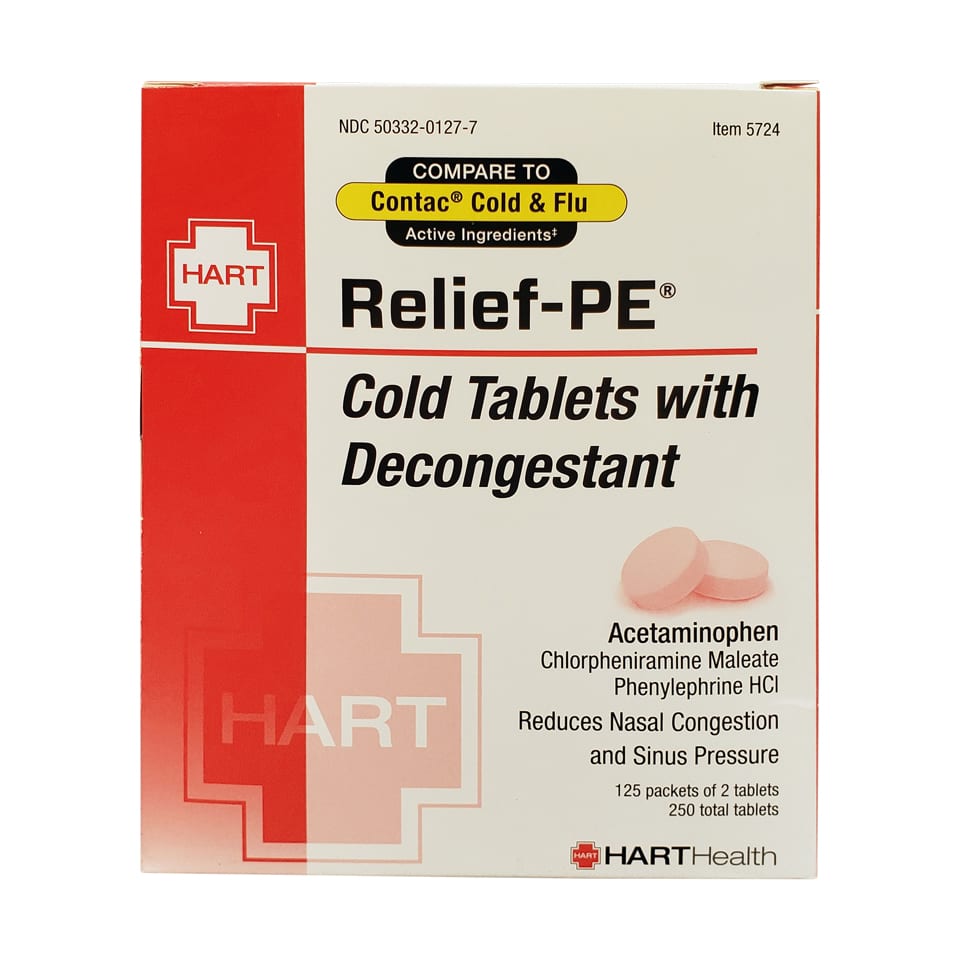 NDC 50332-0127-7
Item 5724
COMPARE TO
Contac® Cold & Flu
Active Ingredients‡
HART
Relief-PE®
Cold Tablets with
Decongestant
Acetaminophen
Chlorpheniramine Maleate
Phenylephrine HCl
Reduces Nasal Congestion
and Sinus Pressure
HART
125 packets of 2 tablets
250 total tablets
HART HARTHealth